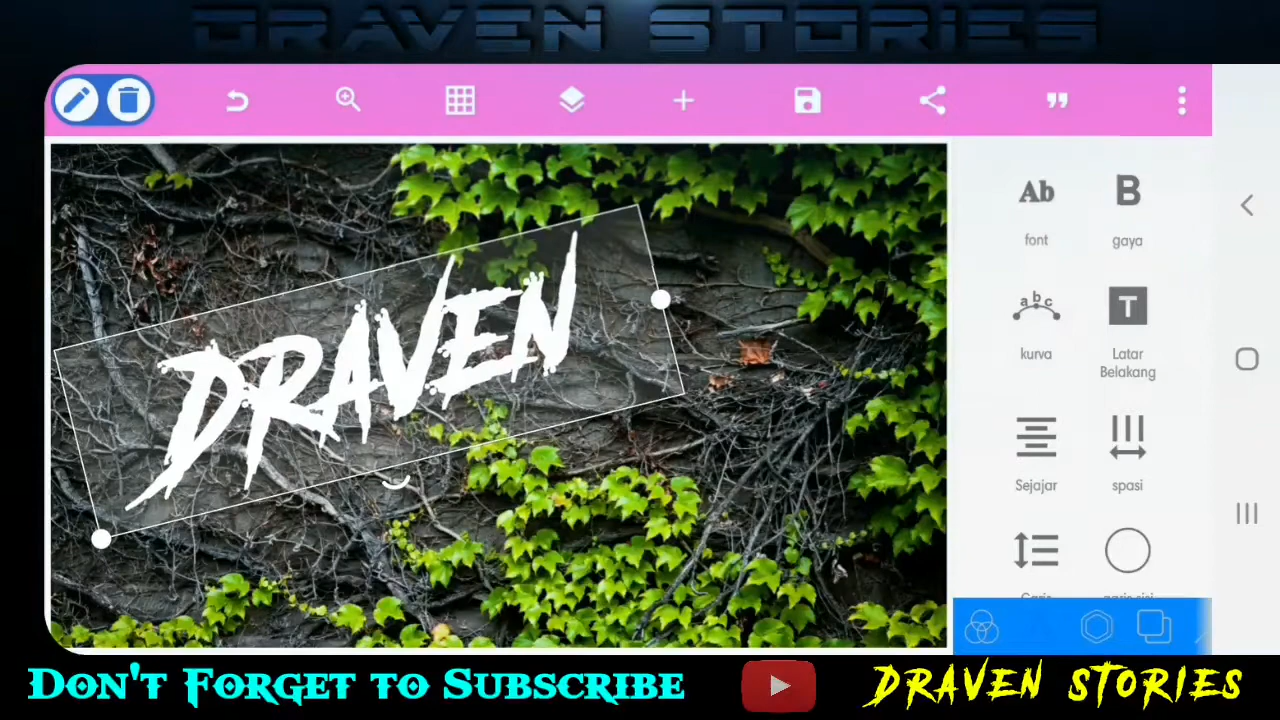 DRAVEN STORIES
Ab
B
font
gaya
abc
T
kurva
Latar
Belakang
Sejajar
spasi
DRAVEN
Don't Forget to Subscribe
DRAVEN STORIES